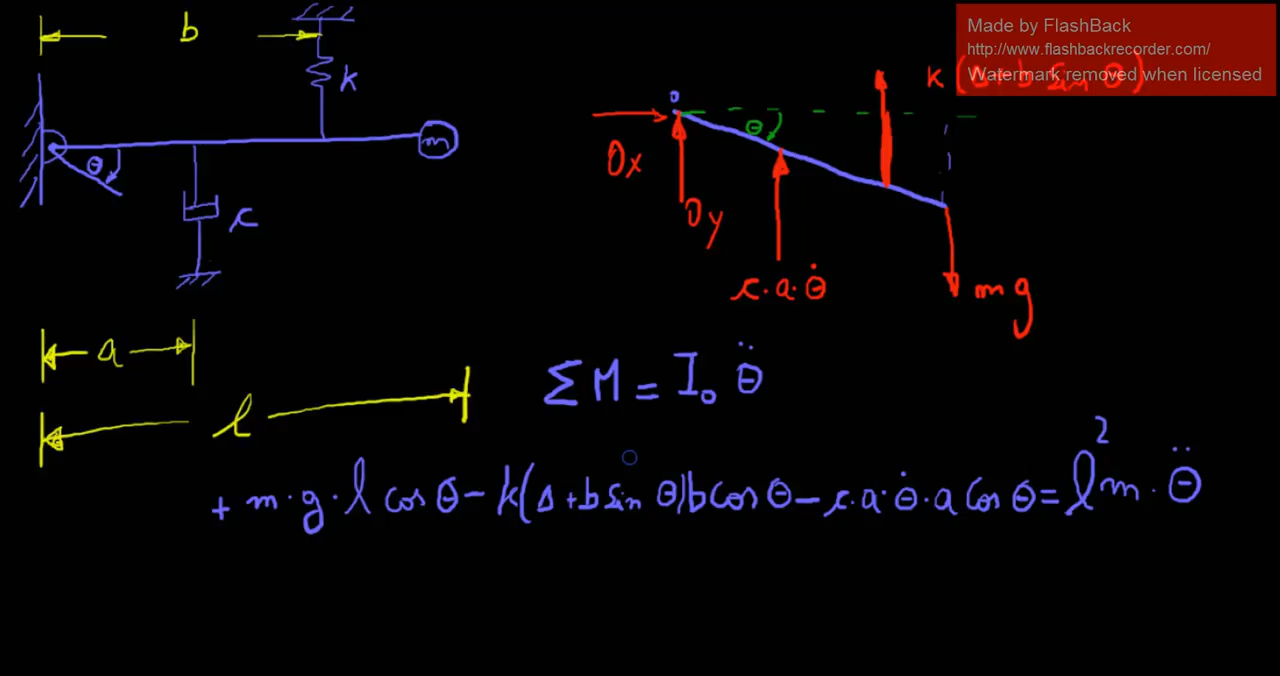 Made by FlashBack
http://www.flashbackrecorder.com/
Watermark removed when licensed
b
k
k (Δ+b sin θ)
o
θ
m
θ
Ox
c
Oy
c·a·θ̇
mg
a
ΣM = I₀ θ̈
l
+ m·g·l cos θ - k(Δ+b sin θ)b cos θ - c·a·θ̇·a cos θ = l²m·θ̈